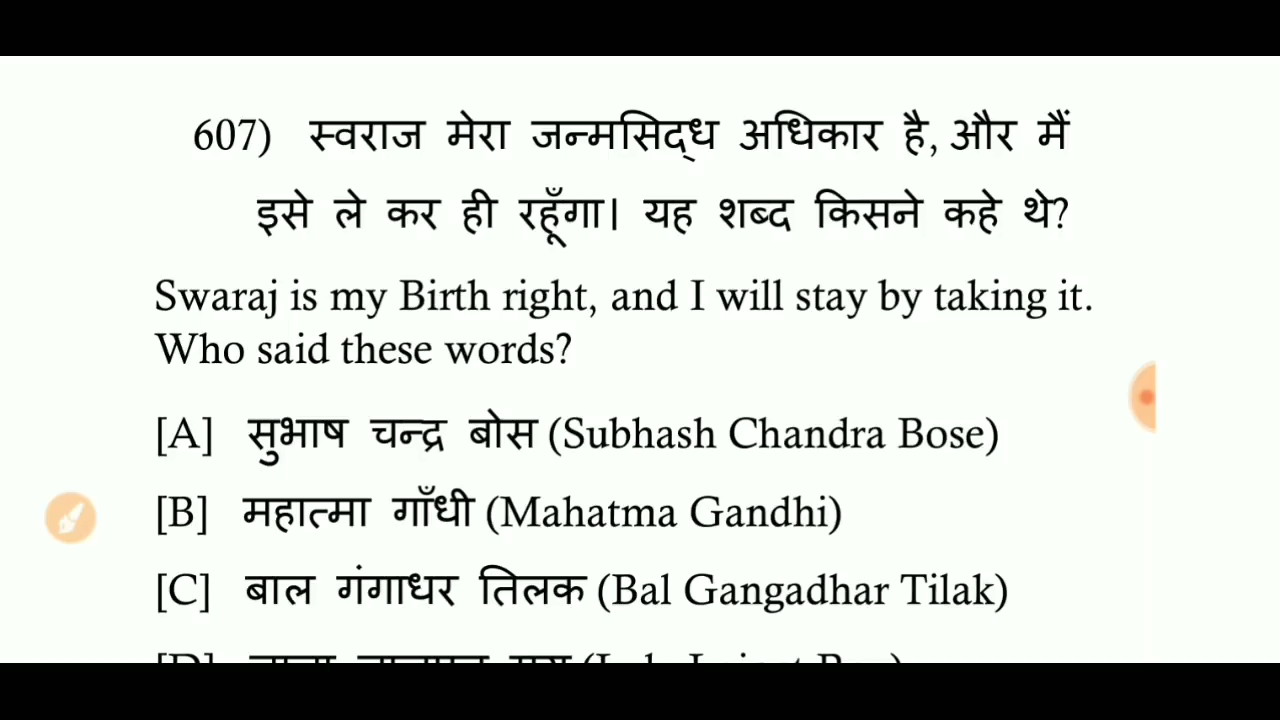 607) स्वराज मेरा जन्मसिद्ध अधिकार है, और मैं
इसे ले कर ही रहूँगा। यह शब्द किसने कहे थे?
Swaraj is my Birth right, and I will stay by taking it.
Who said these words?
[A] सुभाष चन्द्र बोस (Subhash Chandra Bose)
[B] महात्मा गाँधी (Mahatma Gandhi)
[C] बाल गंगाधर तिलक (Bal Gangadhar Tilak)